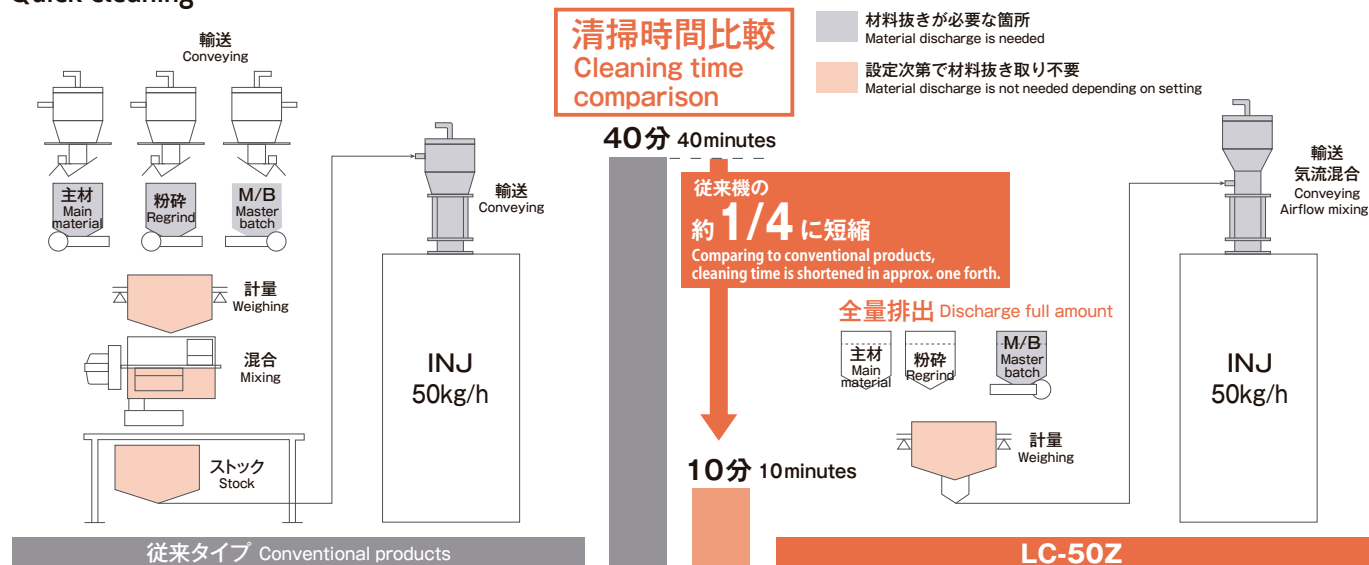 Quick cleaning
輸送
Conveying
主材
Main
material
粉砕
Regrind
M/B
Master
batch
計量
Weighing
混合
Mixing
ストック
Stock
輸送
Conveying
INJ
50kg/h
従来タイプ Conventional products
清掃時間比較
Cleaning time
comparison
40分 40minutes
従来機の
約1/4に短縮
Comparing to conventional products,
cleaning time is shortened in approx. one forth.
10分 10minutes
材料抜きが必要な箇所
Material discharge is needed
設定次第で材料抜き取り不要
Material discharge is not needed depending on setting
輸送
気流混合
Conveying
Airflow mixing
全量排出 Discharge full amount
主材
Main
material
粉砕
Regrind
M/B
Master
batch
計量
Weighing
INJ
50kg/h
LC-50Z